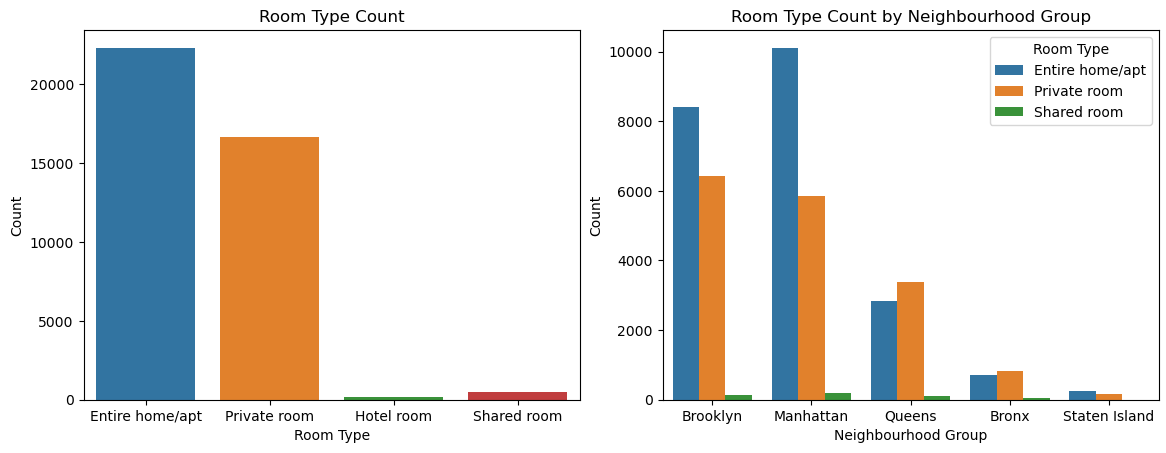 Room Type Count
20000
15000
10000
5000
0
Count
Entire home/apt Private room Hotel room Shared room
Room Type
Room Type Count by Neighbourhood Group
Room Type
Entire home/apt
Private room
Shared room
10000
8000
6000
4000
2000
0
Count
Brooklyn Manhattan Queens Bronx Staten Island
Neighbourhood Group